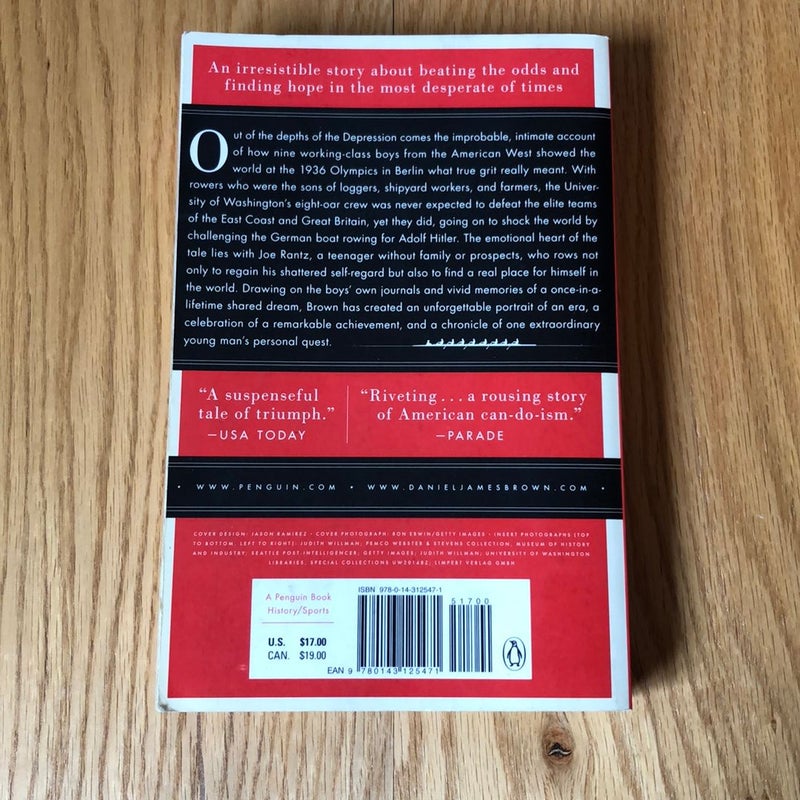 An irresistible story about beating the odds and
finding hope in the most desperate of times
Out of the depths of the Depression comes the improbable, intimate account
of how nine working-class boys from the American West showed the
world at the 1936 Olympics in Berlin what true grit really meant. With
rowers who were the sons of loggers, shipyard workers, and farmers, the Univer-
sity of Washington's eight-oar crew was never expected to defeat the elite teams
of the East Coast and Great Britain, yet they did, going on to shock the world by
challenging the German boat rowing for Adolf Hitler. The emotional heart of the
tale lies with Joe Rantz, a teenager without family or prospects, who rows not
only to regain his shattered self-regard but also to find a real place for himself in
the world. Drawing on the boys' own journals and vivid memories of a once-in-a-
lifetime shared dream, Brown has created an unforgettable portrait of an era, a
celebration of a remarkable achievement, and a chronicle of one extraordinary
young man's personal quest.
“A suspenseful
tale of triumph.”
—USA TODAY
“Riveting . . . a rousing story
of American can-do-ism.”
—PARADE
• WWW.PENGUIN.COM • WWW.DANIELJAMESBROWN.COM •
COVER DESIGN: JASON RAMIREZ • COVER PHOTOGRAPH: RON ERWIN/GETTY IMAGES • INSERT PHOTOGRAPHS (TOP
TO BOTTOM, LEFT TO RIGHT): JUDITH WILLMAN; PEMCO WEBSTER & STEVENS COLLECTION, MUSEUM OF HISTORY
AND INDUSTRY; SEATTLE POST-INTELLIGENCER; GETTY IMAGES; JUDITH WILLMAN; UNIVERSITY OF WASHINGTON
LIBRARIES, SPECIAL COLLECTIONS UW20148Z; LIMPERT VERLAG GMBH
A Penguin Book
History/Sports
U.S. $17.00
CAN. $19.00
ISBN 978-0-14-312547-1
51700
EAN 9 780143 125471